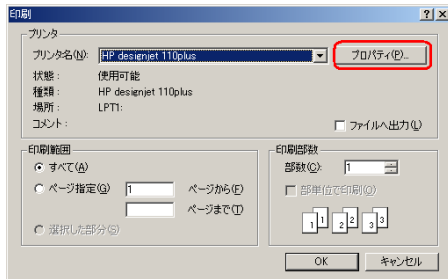 印刷
プリンタ
プリンタ名(N): HP designjet 110plus プロパティ(P)...
状態: 使用可能
種類: HP designjet 110plus
場所: LPT1:
コメント: ファイルへ出力(L)
印刷範囲
すべて(A)
ページ指定(G) 1 ページから(F)
ページまで(T)
選択した部分(S)
印刷部数
部数(C): 1
部単位で印刷(O)
1 1 2 2 3 3
OK キャンセル